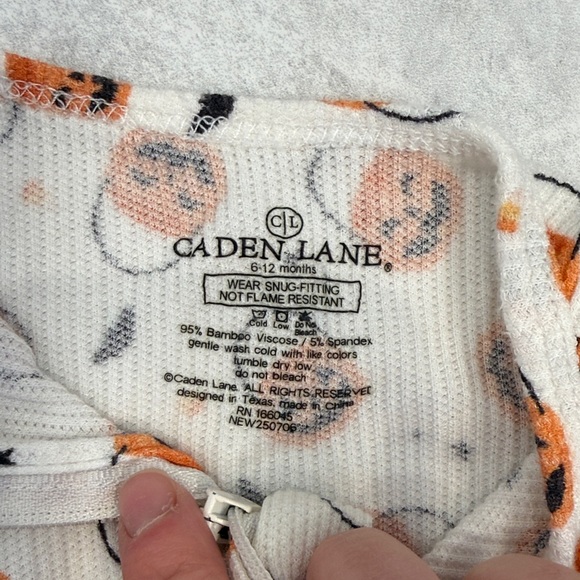 C|L
CADEN LANE®
6-12 months
WEAR SNUG-FITTING
NOT FLAME RESISTANT
Cold Low Do Not
Bleach
95% Bamboo Viscose / 5% Spandex
gentle wash cold with like colors
tumble dry low
do not bleach
©Caden Lane. ALL RIGHTS RESERVED
designed in Texas, made in China
RN 166045
NEW250706